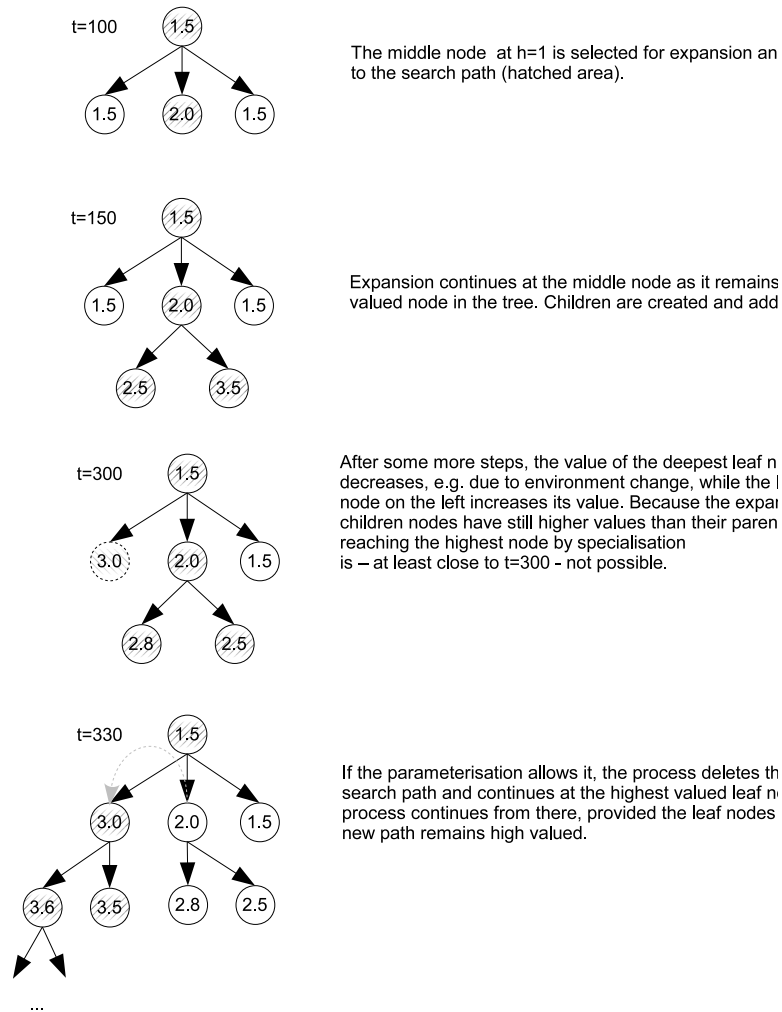 t=100
1.5
The middle node at h=1 is selected for expansion an
to the search path (hatched area).
1.5 2.0 1.5
t=150
1.5
Expansion continues at the middle node as it remains
valued node in the tree. Children are created and add
1.5 2.0 1.5
2.5 3.5
t=300
1.5
After some more steps, the value of the deepest leaf n
decreases, e.g. due to environment change, while the
node on the left increases its value. Because the expan
children nodes have still higher values than their paren
reaching the highest node by specialisation
is – at least close to t=300 - not possible.
3.0 2.0 1.5
2.8 2.5
t=330
1.5
If the parameterisation allows it, the process deletes th
search path and continues at the highest valued leaf n
process continues from there, provided the leaf nodes
new path remains high valued.
3.0 2.0 1.5
3.6 3.5 2.8 2.5
...